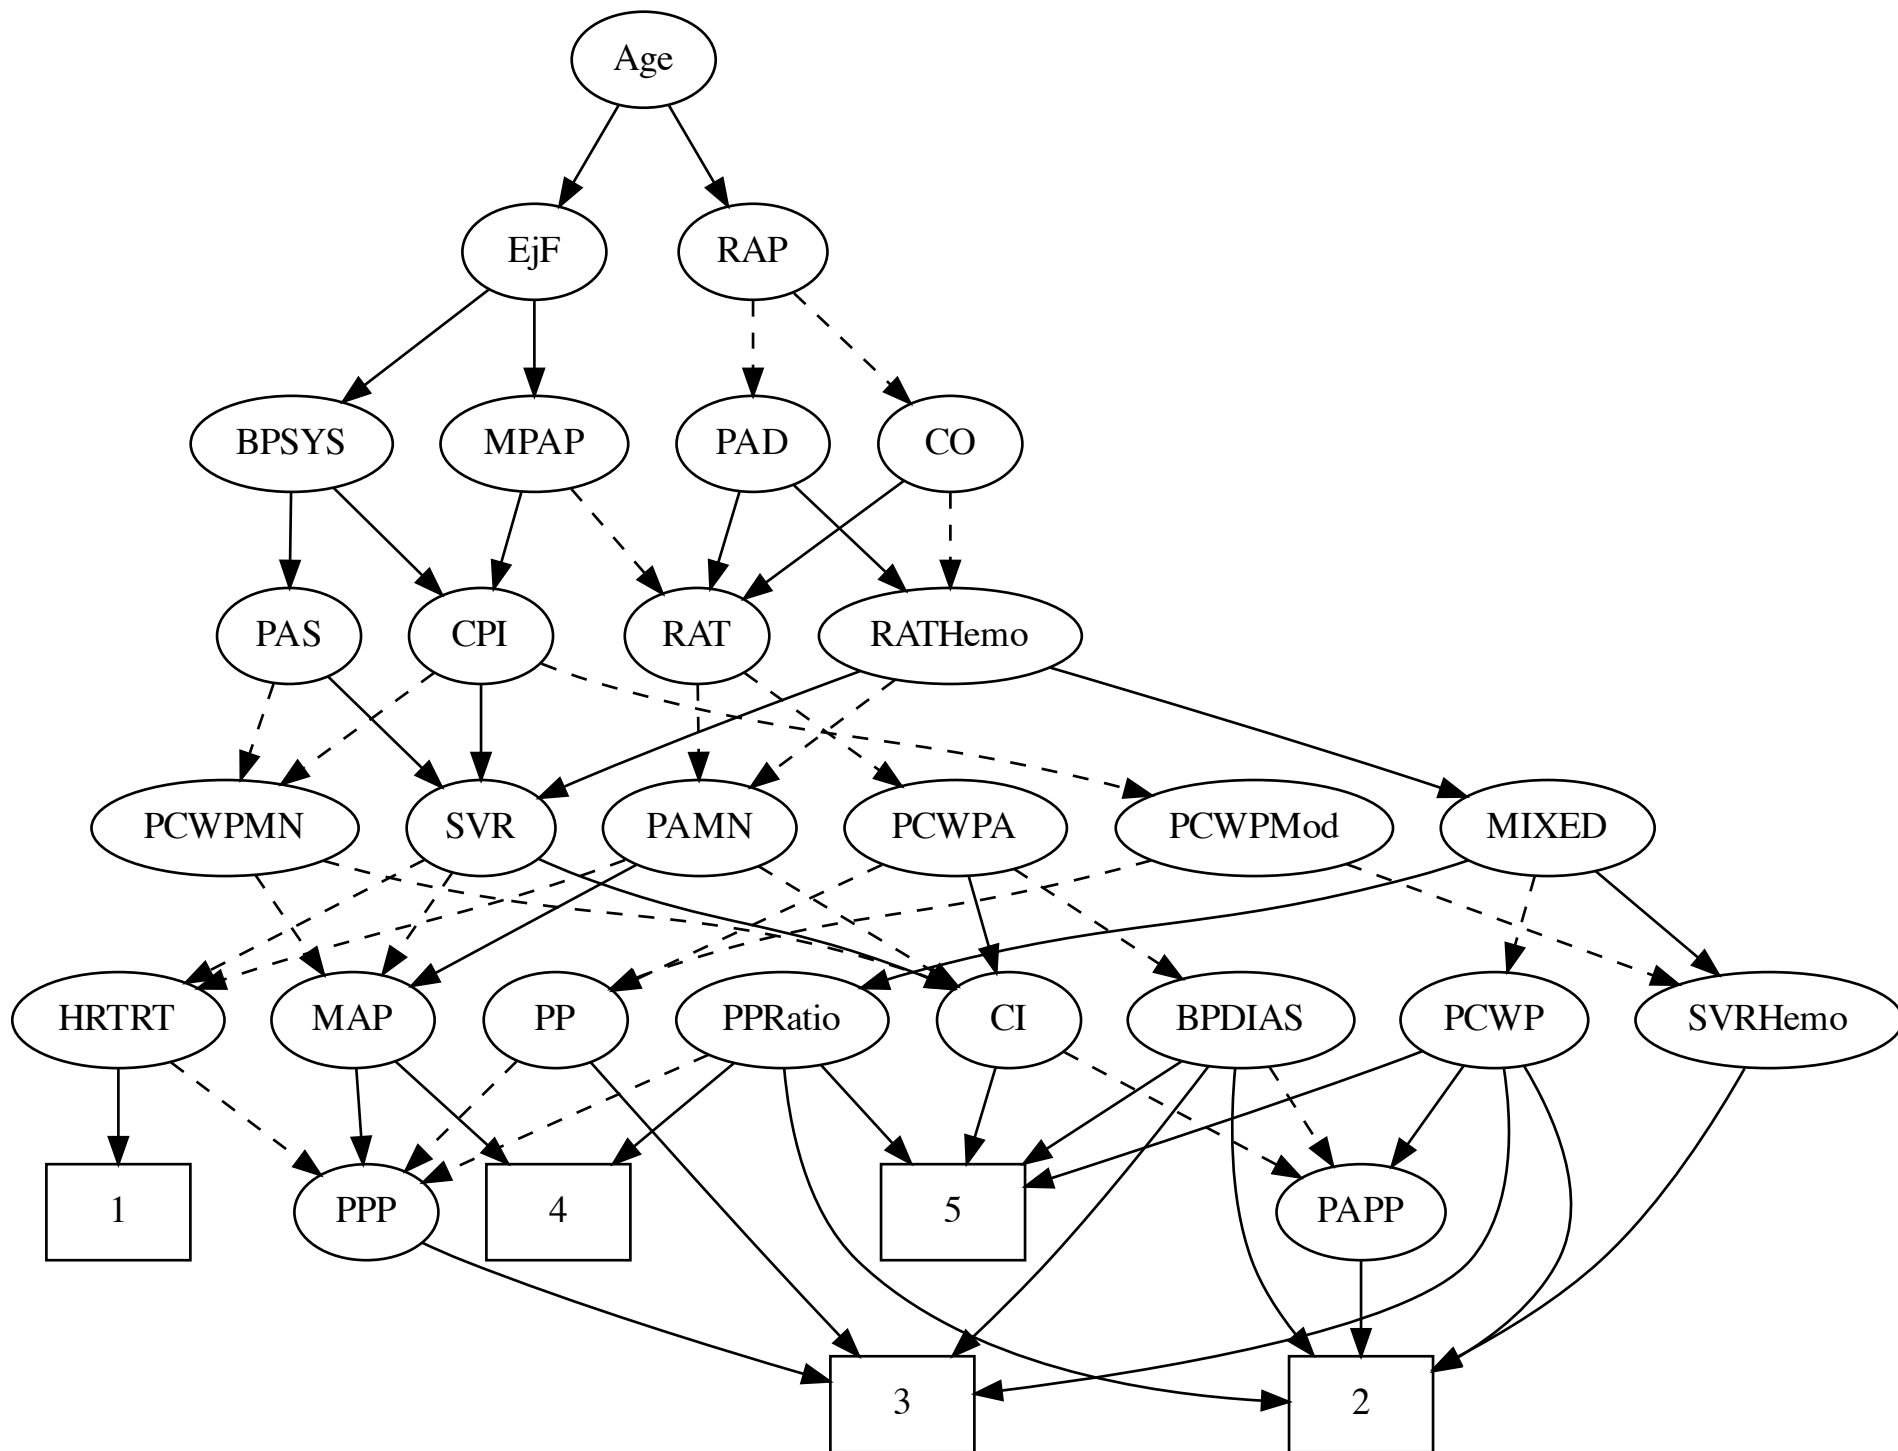 Age
EjF
RAP
BPSYS
MPAP
PAD
CO
PAS
CPI
RAT
RATHemo
PCWPMN
SVR
PAMN
PCWPA
PCWPMod
MIXED
HRTRT
MAP
PP
PPRatio
CI
BPDIAS
PCWP
SVRHemo
1
PPP
4
5
PAPP
3
2